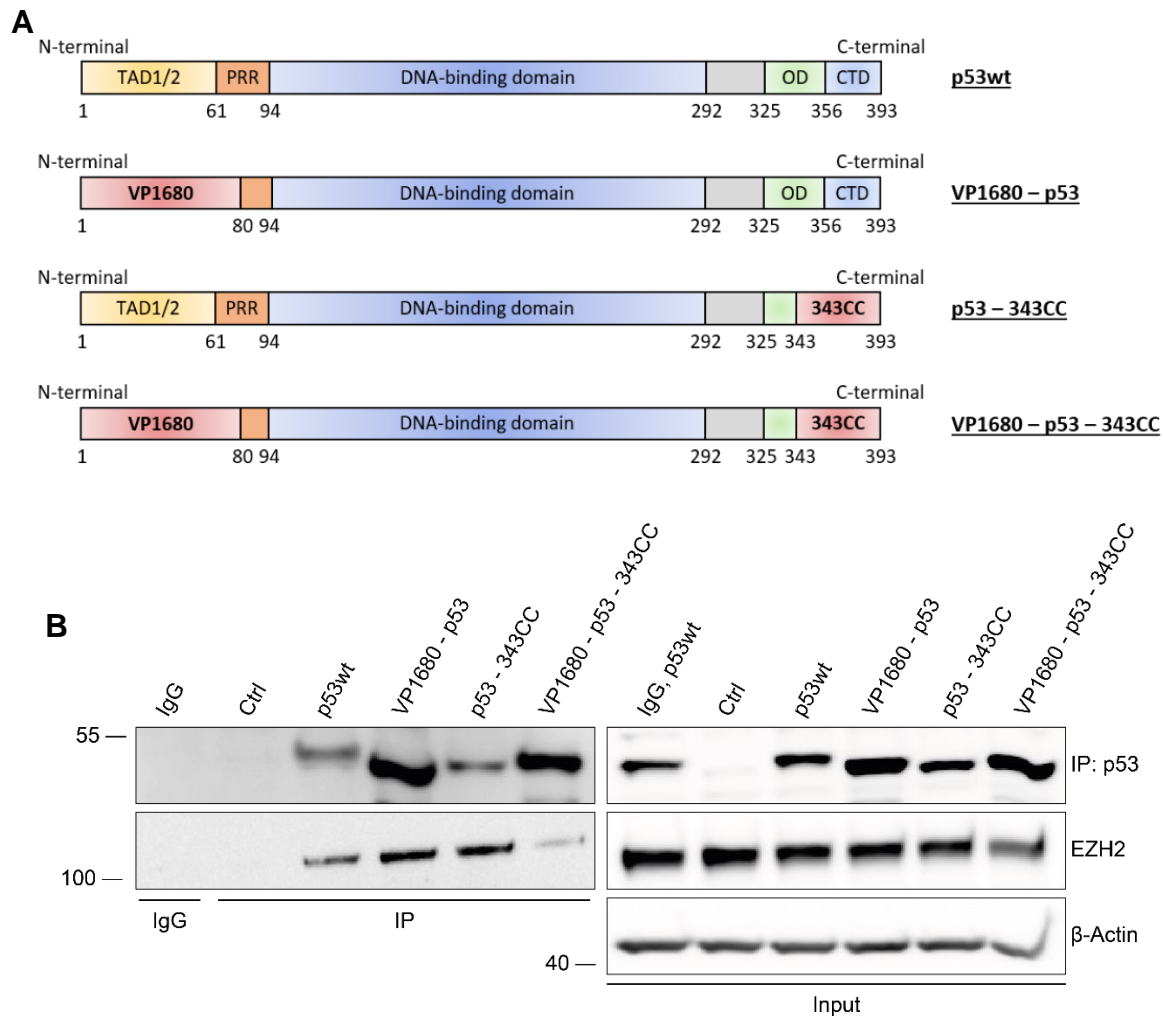 A
N-terminal C-terminal
TAD1/2 PRR DNA-binding domain OD CTD p53wt
1 61 94 292 325 356 393
N-terminal C-terminal
VP1680 DNA-binding domain OD CTD VP1680 – p53
1 80 94 292 325 356 393
N-terminal C-terminal
TAD1/2 PRR DNA-binding domain 343CC p53 – 343CC
1 61 94 292 325 343 393
N-terminal C-terminal
VP1680 DNA-binding domain 343CC VP1680 – p53 – 343CC
1 80 94 292 325 343 393
B
IgG Ctrl p53wt VP1680 - p53 p53 - 343CC VP1680 - p53 - 343CC IgG, p53wt Ctrl p53wt VP1680 - p53 p53 - 343CC VP1680 - p53 - 343CC
55 IP: p53
EZH2
100
IgG IP
β-Actin
40
Input